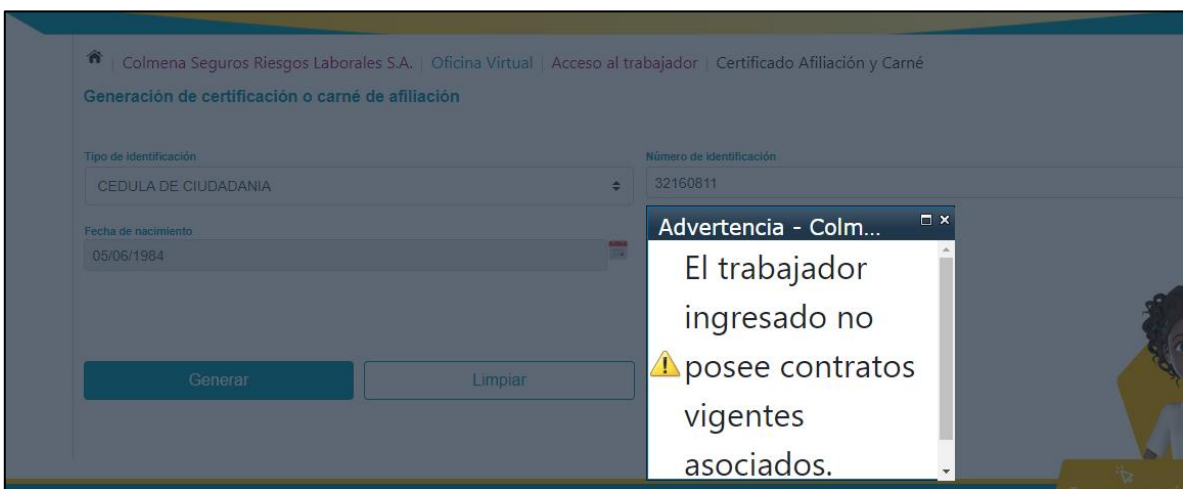 Colmena Seguros Riesgos Laborales S.A. | Oficina Virtual | Acceso al trabajador | Certificado Afiliación y Carné
Generación de certificación o carné de afiliación
Tipo de identificación
CEDULA DE CIUDADANIA
Número de identificación
32160811
Fecha de nacimiento
05/06/1984
Generar
Limpiar
Advertencia - Colm...
El trabajador
ingresado no
posee contratos
vigentes
asociados.